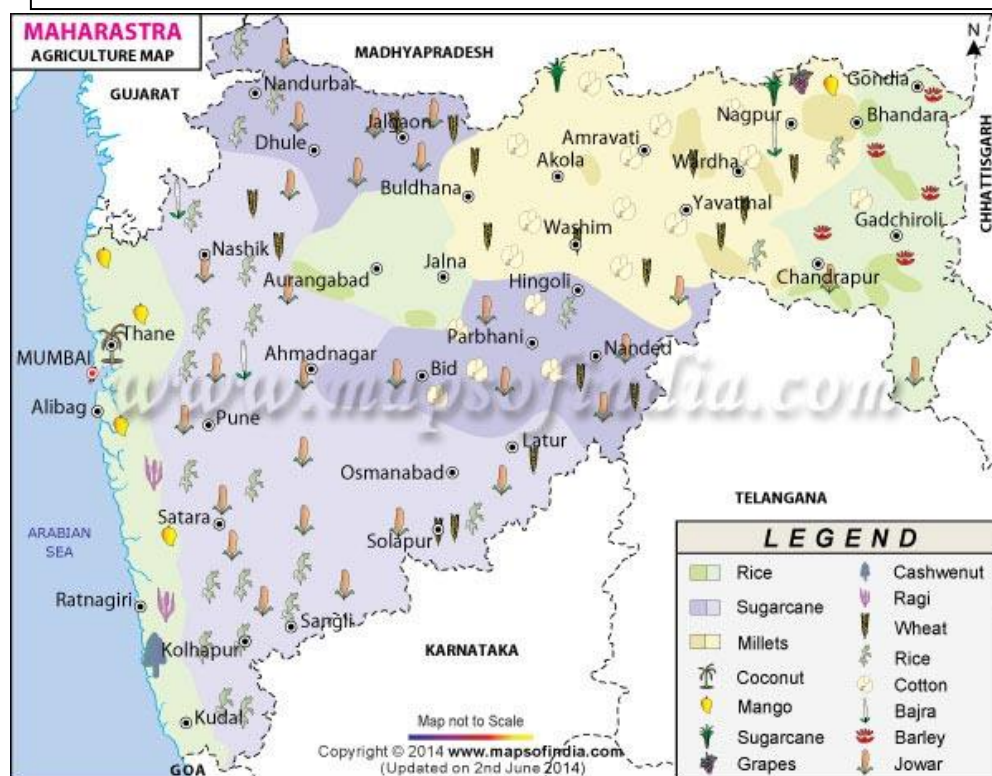 MAHARASTRA
AGRICULTURE MAP
MADHYAPRADESH
N
GUJARAT
Nandurbar
Gondia
Jalgaon
Nagpur
Bhandara
Dhule
Amravati
Akola
Wardha
CHHATTISGARH
Buldhana
Yavatmal
Gadchiroli
Washim
Nashik
Aurangabad
Jalna
Hingoli
Chandrapur
Thane
Parbhani
MUMBAI
Ahmadnagar
Bid
Nanded
www.mapsofindia.com
Alibag
Pune
Latur
Osmanabad
TELANGANA
Satara
ARABIAN
SEA
Solapur
Ratnagiri
Sangli
Kolhapur
KARNATAKA
Kudal
GOA
Map not to Scale
Copyright © 2014 www.mapsofindia.com
(Updated on 2nd June 2014)
LEGEND
Rice
Sugarcane
Millets
Coconut
Mango
Sugarcane
Grapes
Cashwenut
Ragi
Wheat
Rice
Cotton
Bajra
Barley
Jowar